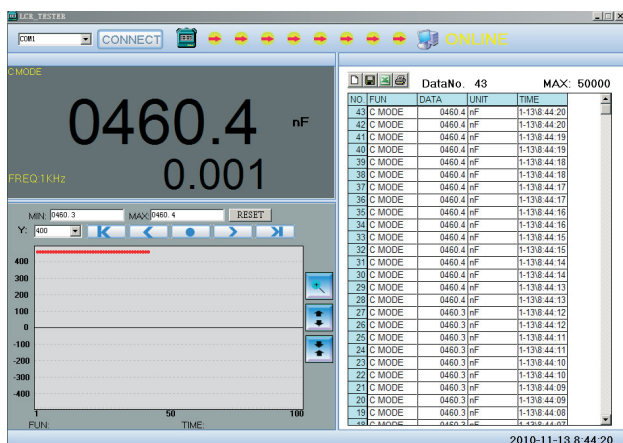 LCR_TESTER
COM1 CONNECT ONLINE
C MODE
0460.4 nF
FREQ:1KHz 0.001
MIN: 0460.3 MAX: 0460.4 RESET
Y: 400
400
300
200
100
0
-100
-200
-300
-400
1 50 100
FUN: TIME:
DataNo. 43 MAX: 50000
NO. FUN DATA UNIT TIME
43 C MODE 0460.4 nF 1-13\8:44:20
42 C MODE 0460.4 nF 1-13\8:44:20
41 C MODE 0460.4 nF 1-13\8:44:19
40 C MODE 0460.4 nF 1-13\8:44:19
39 C MODE 0460.4 nF 1-13\8:44:18
38 C MODE 0460.4 nF 1-13\8:44:18
37 C MODE 0460.4 nF 1-13\8:44:17
36 C MODE 0460.4 nF 1-13\8:44:17
35 C MODE 0460.4 nF 1-13\8:44:16
34 C MODE 0460.4 nF 1-13\8:44:16
33 C MODE 0460.4 nF 1-13\8:44:15
32 C MODE 0460.4 nF 1-13\8:44:15
31 C MODE 0460.4 nF 1-13\8:44:14
30 C MODE 0460.4 nF 1-13\8:44:14
29 C MODE 0460.4 nF 1-13\8:44:13
28 C MODE 0460.4 nF 1-13\8:44:13
27 C MODE 0460.3 nF 1-13\8:44:12
26 C MODE 0460.3 nF 1-13\8:44:12
25 C MODE 0460.3 nF 1-13\8:44:11
24 C MODE 0460.3 nF 1-13\8:44:11
23 C MODE 0460.3 nF 1-13\8:44:10
22 C MODE 0460.3 nF 1-13\8:44:10
21 C MODE 0460.3 nF 1-13\8:44:09
20 C MODE 0460.3 nF 1-13\8:44:09
19 C MODE 0460.3 nF 1-13\8:44:08
18 C MODE 0460.3 nF 1-13\8:44:07
2010-11-13 8:44:20